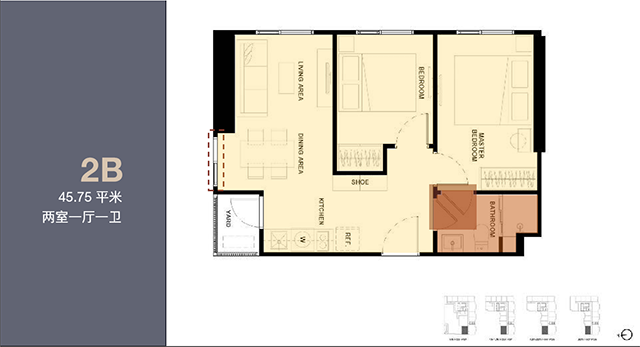 2B
45.75 平米
两室一厅一卫
LIVING AREA
DINING AREA
BEDROOM
MASTER
BEDROOM
SHOE
KITCHEN
YARD
W
REF.
BATHROOM